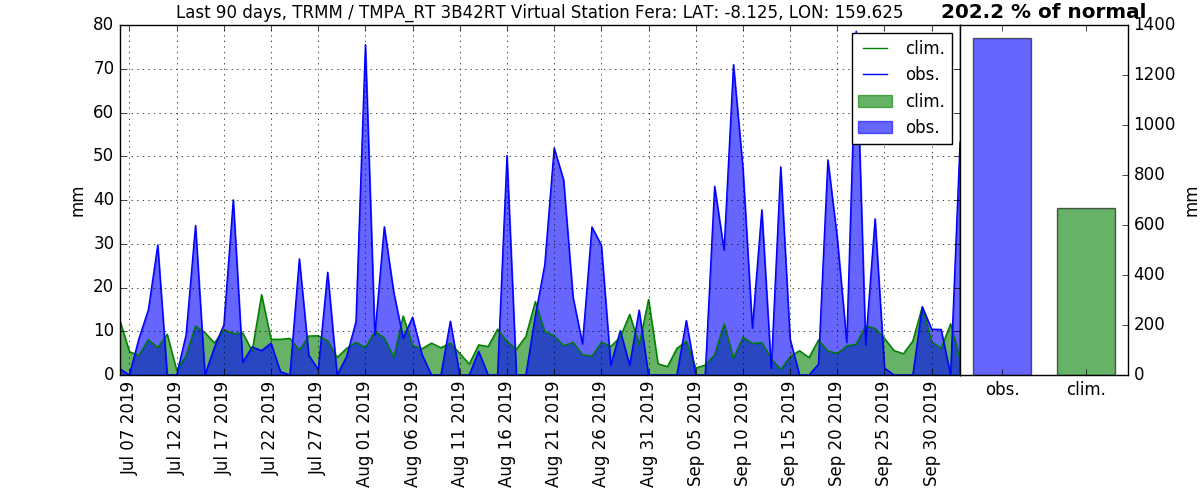 Last 90 days, TRMM / TMPA_RT 3B42RT Virtual Station Fera: LAT: -8.125, LON: 159.625
202.2 % of normal
80
70
60
50
40
30
20
10
0
mm
clim.
obs.
clim.
obs.
1400
1200
1000
800
600
400
200
0
mm
Jul 07 2019
Jul 12 2019
Jul 17 2019
Jul 22 2019
Jul 27 2019
Aug 01 2019
Aug 06 2019
Aug 11 2019
Aug 16 2019
Aug 21 2019
Aug 26 2019
Aug 31 2019
Sep 05 2019
Sep 10 2019
Sep 15 2019
Sep 20 2019
Sep 25 2019
Sep 30 2019
obs.
clim.